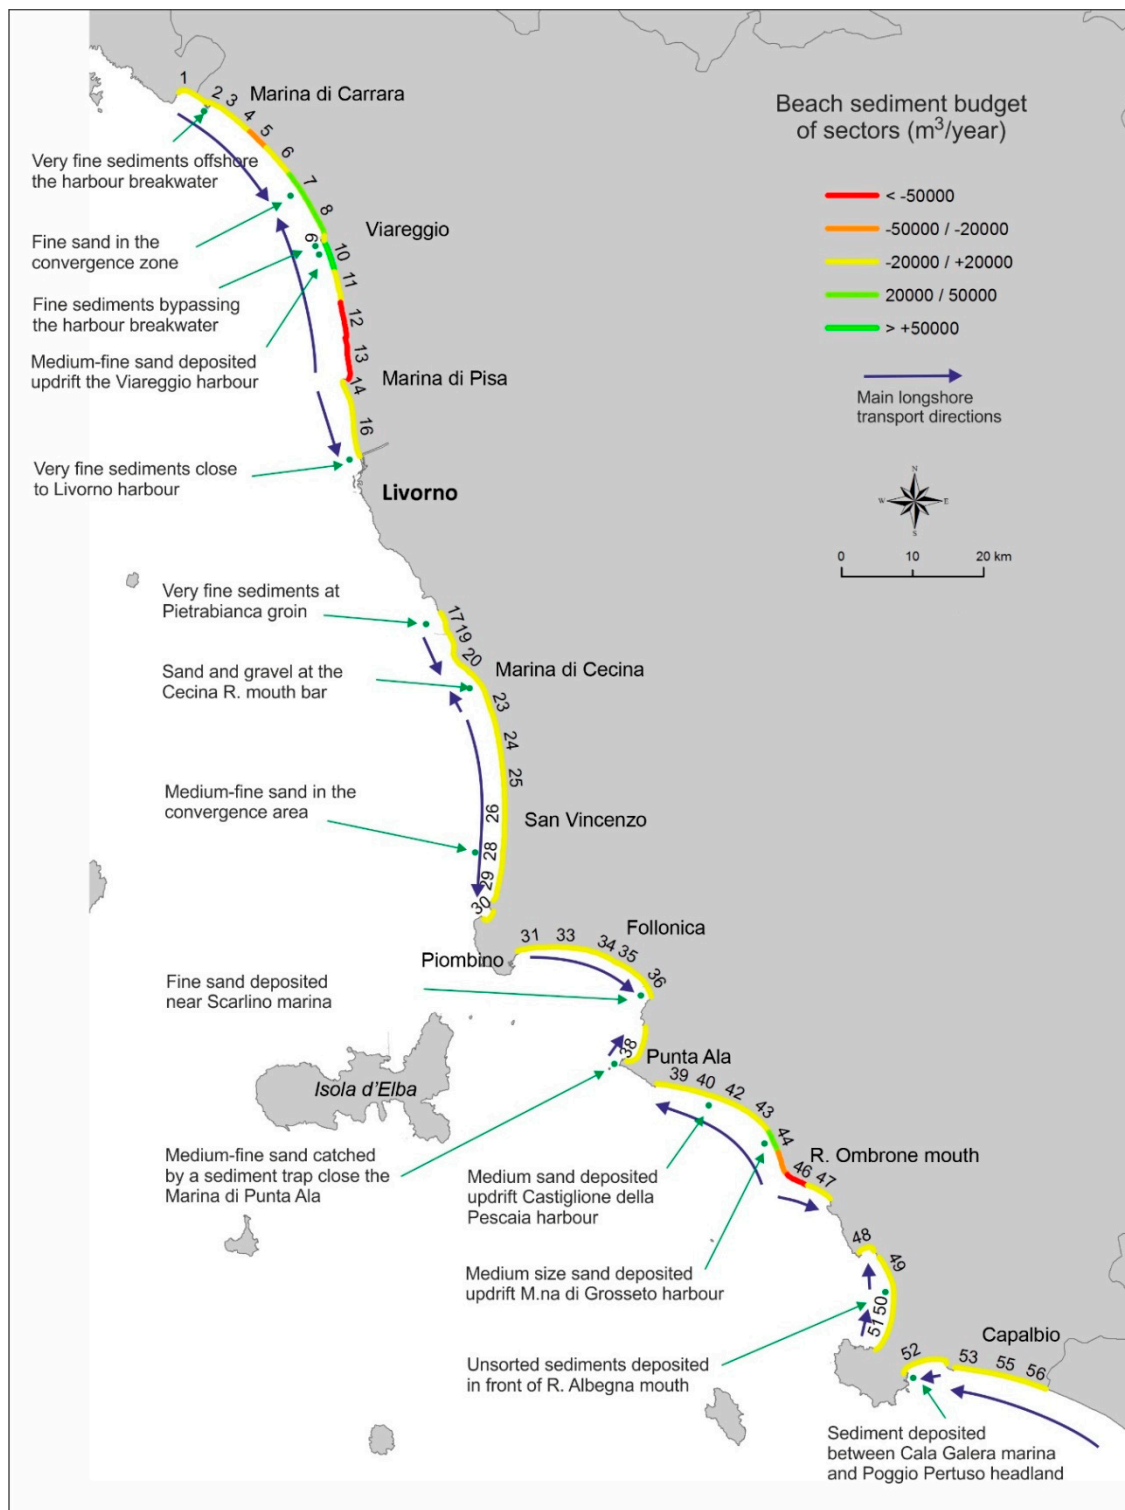 Beach sediment budget
of sectors (m³/year)
< -50000
-50000 / -20000
-20000 / +20000
20000 / 50000
> +50000
Main longshore
transport directions
N
W
E
S
0
10
20 km
1
2
3
Marina di Carrara
4
5
6
7
8
Very fine sediments offshore
the harbour breakwater
Fine sand in the
convergence zone
Viareggio
9
10
11
Fine sediments bypassing
the harbour breakwater
12
13
Medium-fine sand deposited
updrift the Viareggio harbour
Marina di Pisa
14
16
Very fine sediments close
to Livorno harbour
Livorno
Very fine sediments at
Pietrabianca groin
17
19
20
Marina di Cecina
Sand and gravel at the
Cecina R. mouth bar
23
24
25
Medium-fine sand in the
convergence area
26
San Vincenzo
28
29
30
Follonica
31
33
34
35
36
Piombino
Fine sand deposited
near Scarlino marina
38
Punta Ala
Isola d'Elba
39
40
42
43
44
Medium-fine sand catched
by a sediment trap close the
Marina di Punta Ala
R. Ombrone mouth
46
47
Medium sand deposited
updrift Castiglione della
Pescaia harbour
48
49
Medium size sand deposited
updrift M.na di Grosseto harbour
50
51
Capalbio
52
53
55
56
Unsorted sediments deposited
in front of R. Albegna mouth
Sediment deposited
between Cala Galera marina
and Poggio Pertuso headland